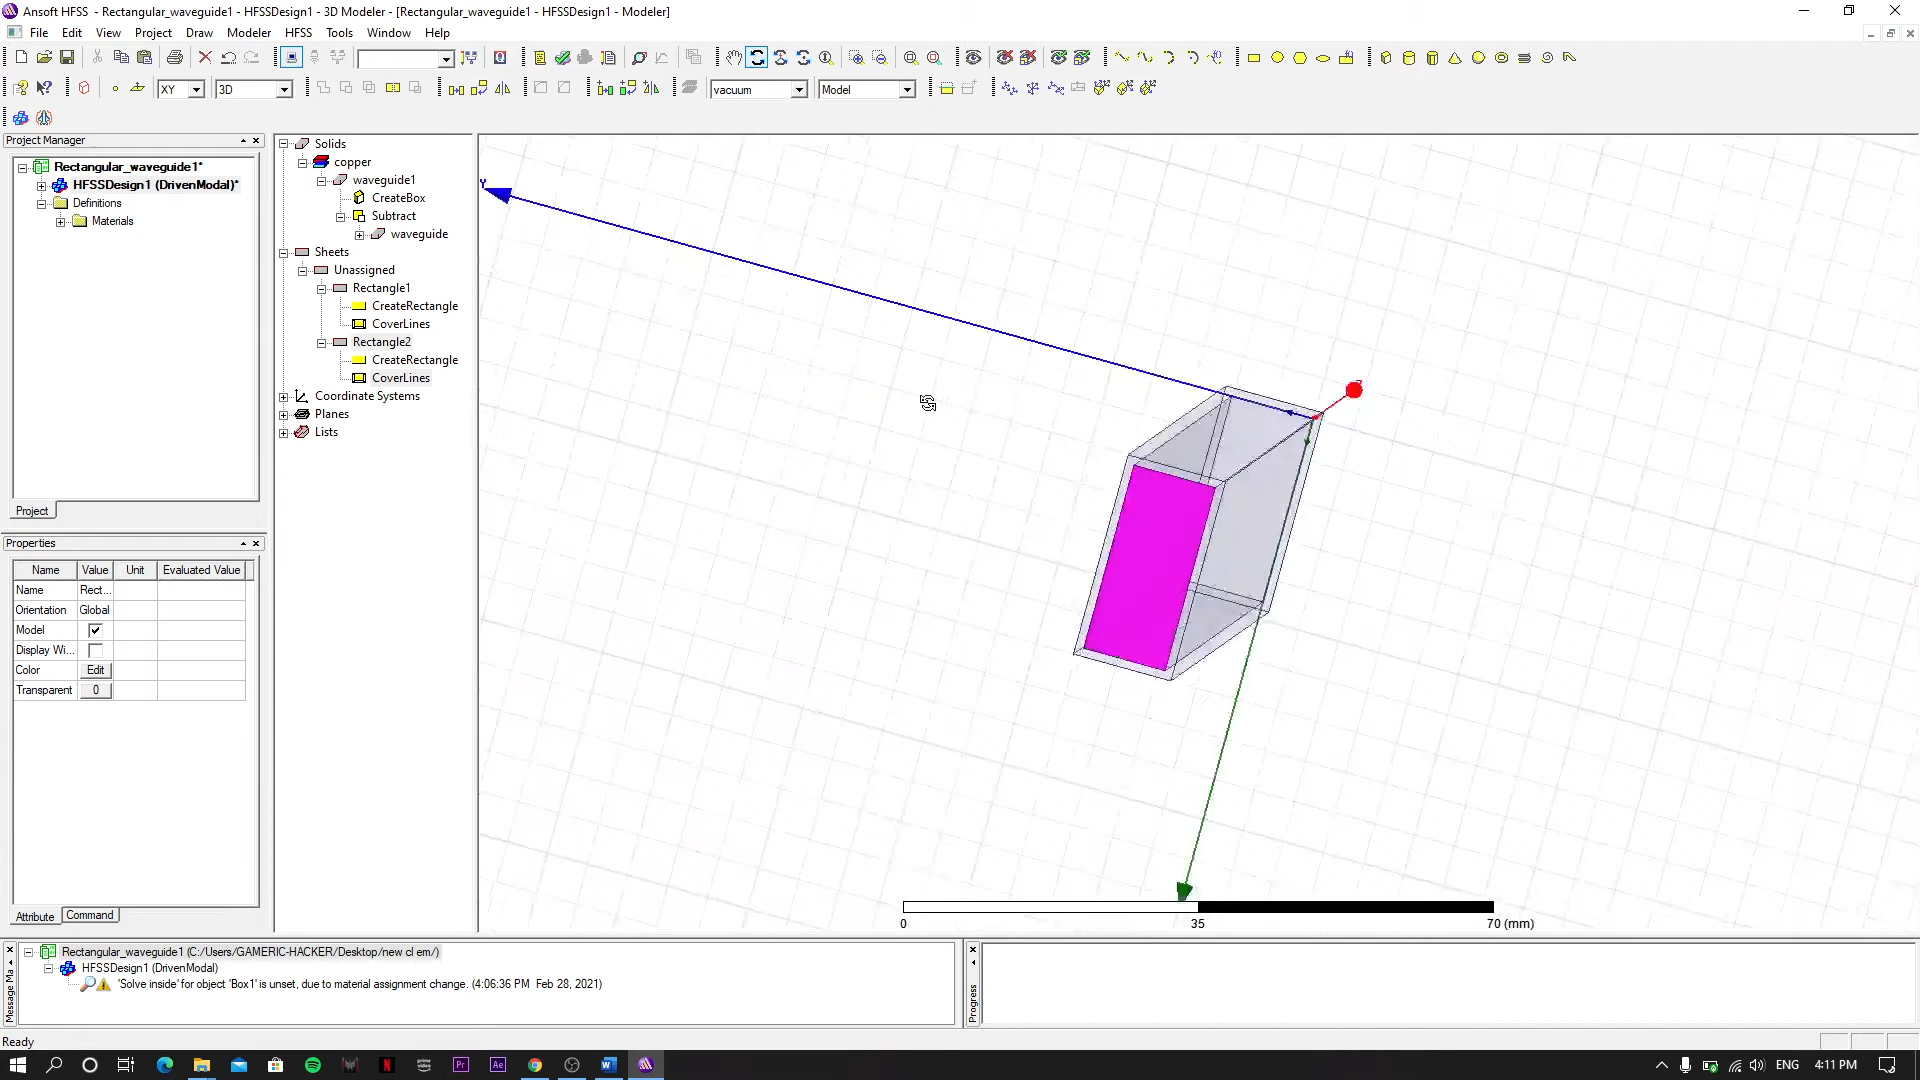 Ansoft HFSS - Rectangular_waveguide1 - HFSSDesign1 - 3D Modeler - [Rectangular_waveguide1 - HFSSDesign1 - Modeler]
File Edit View Project Draw Modeler HFSS Tools Window Help
XY 3D vacuum Model
Project Manager
Rectangular_waveguide1*
HFSSDesign1 (DrivenModal)*
Definitions
Materials
Project
Properties
Name Value Unit Evaluated Value
Name Rect...
Orientation Global
Model
Display Wi...
Color Edit
Transparent 0
Attribute Command
Solids
copper
waveguide1
CreateBox
Subtract
waveguide
Sheets
Unassigned
Rectangle1
CreateRectangle
CoverLines
Rectangle2
CreateRectangle
CoverLines
Coordinate Systems
Planes
Lists
Y
Z
0 35 70 (mm)
Message Ma
Rectangular_waveguide1 (C:/Users/GAMERIC-HACKER/Desktop/new cl em/)
HFSSDesign1 (DrivenModal)
'Solve inside' for object 'Box1' is unset, due to material assignment change. (4:06:36 PM Feb 28, 2021)
Progress
Ready
Pr Ae ENG 4:11 PM